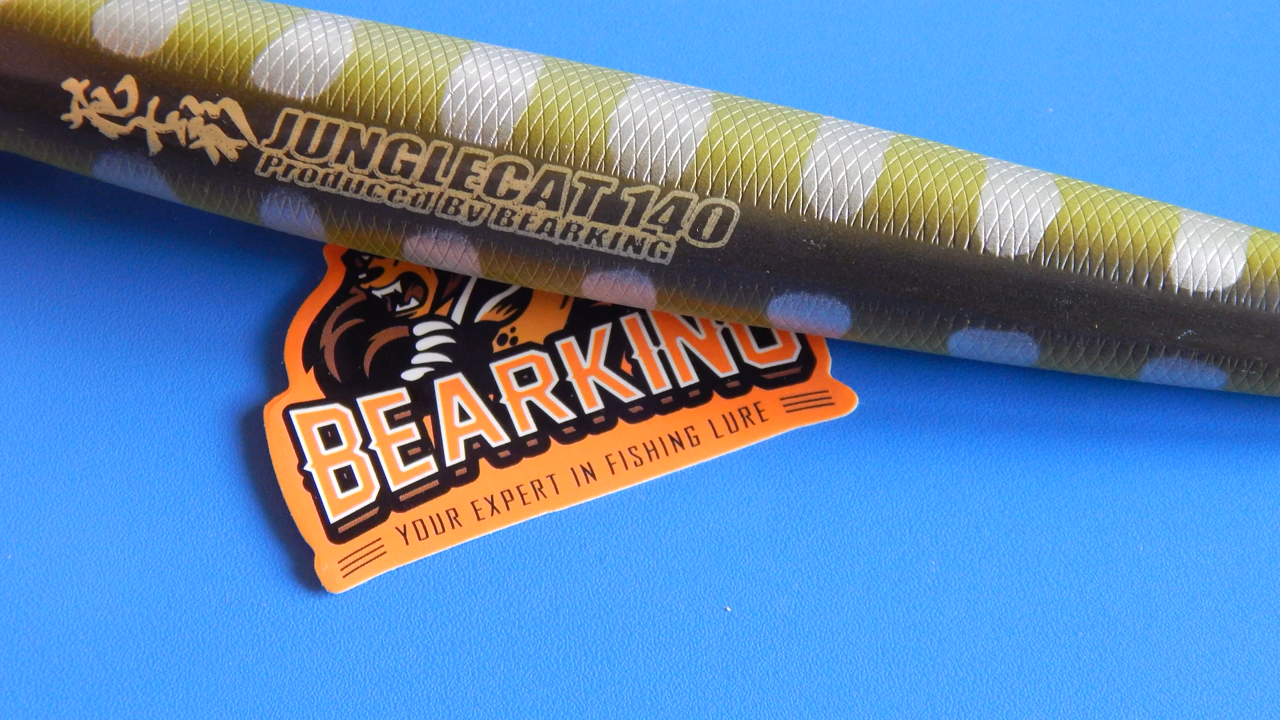 JUNGLECAT 140
Produced By BEARKING
BEARKING
YOUR EXPERT IN FISHING LURE